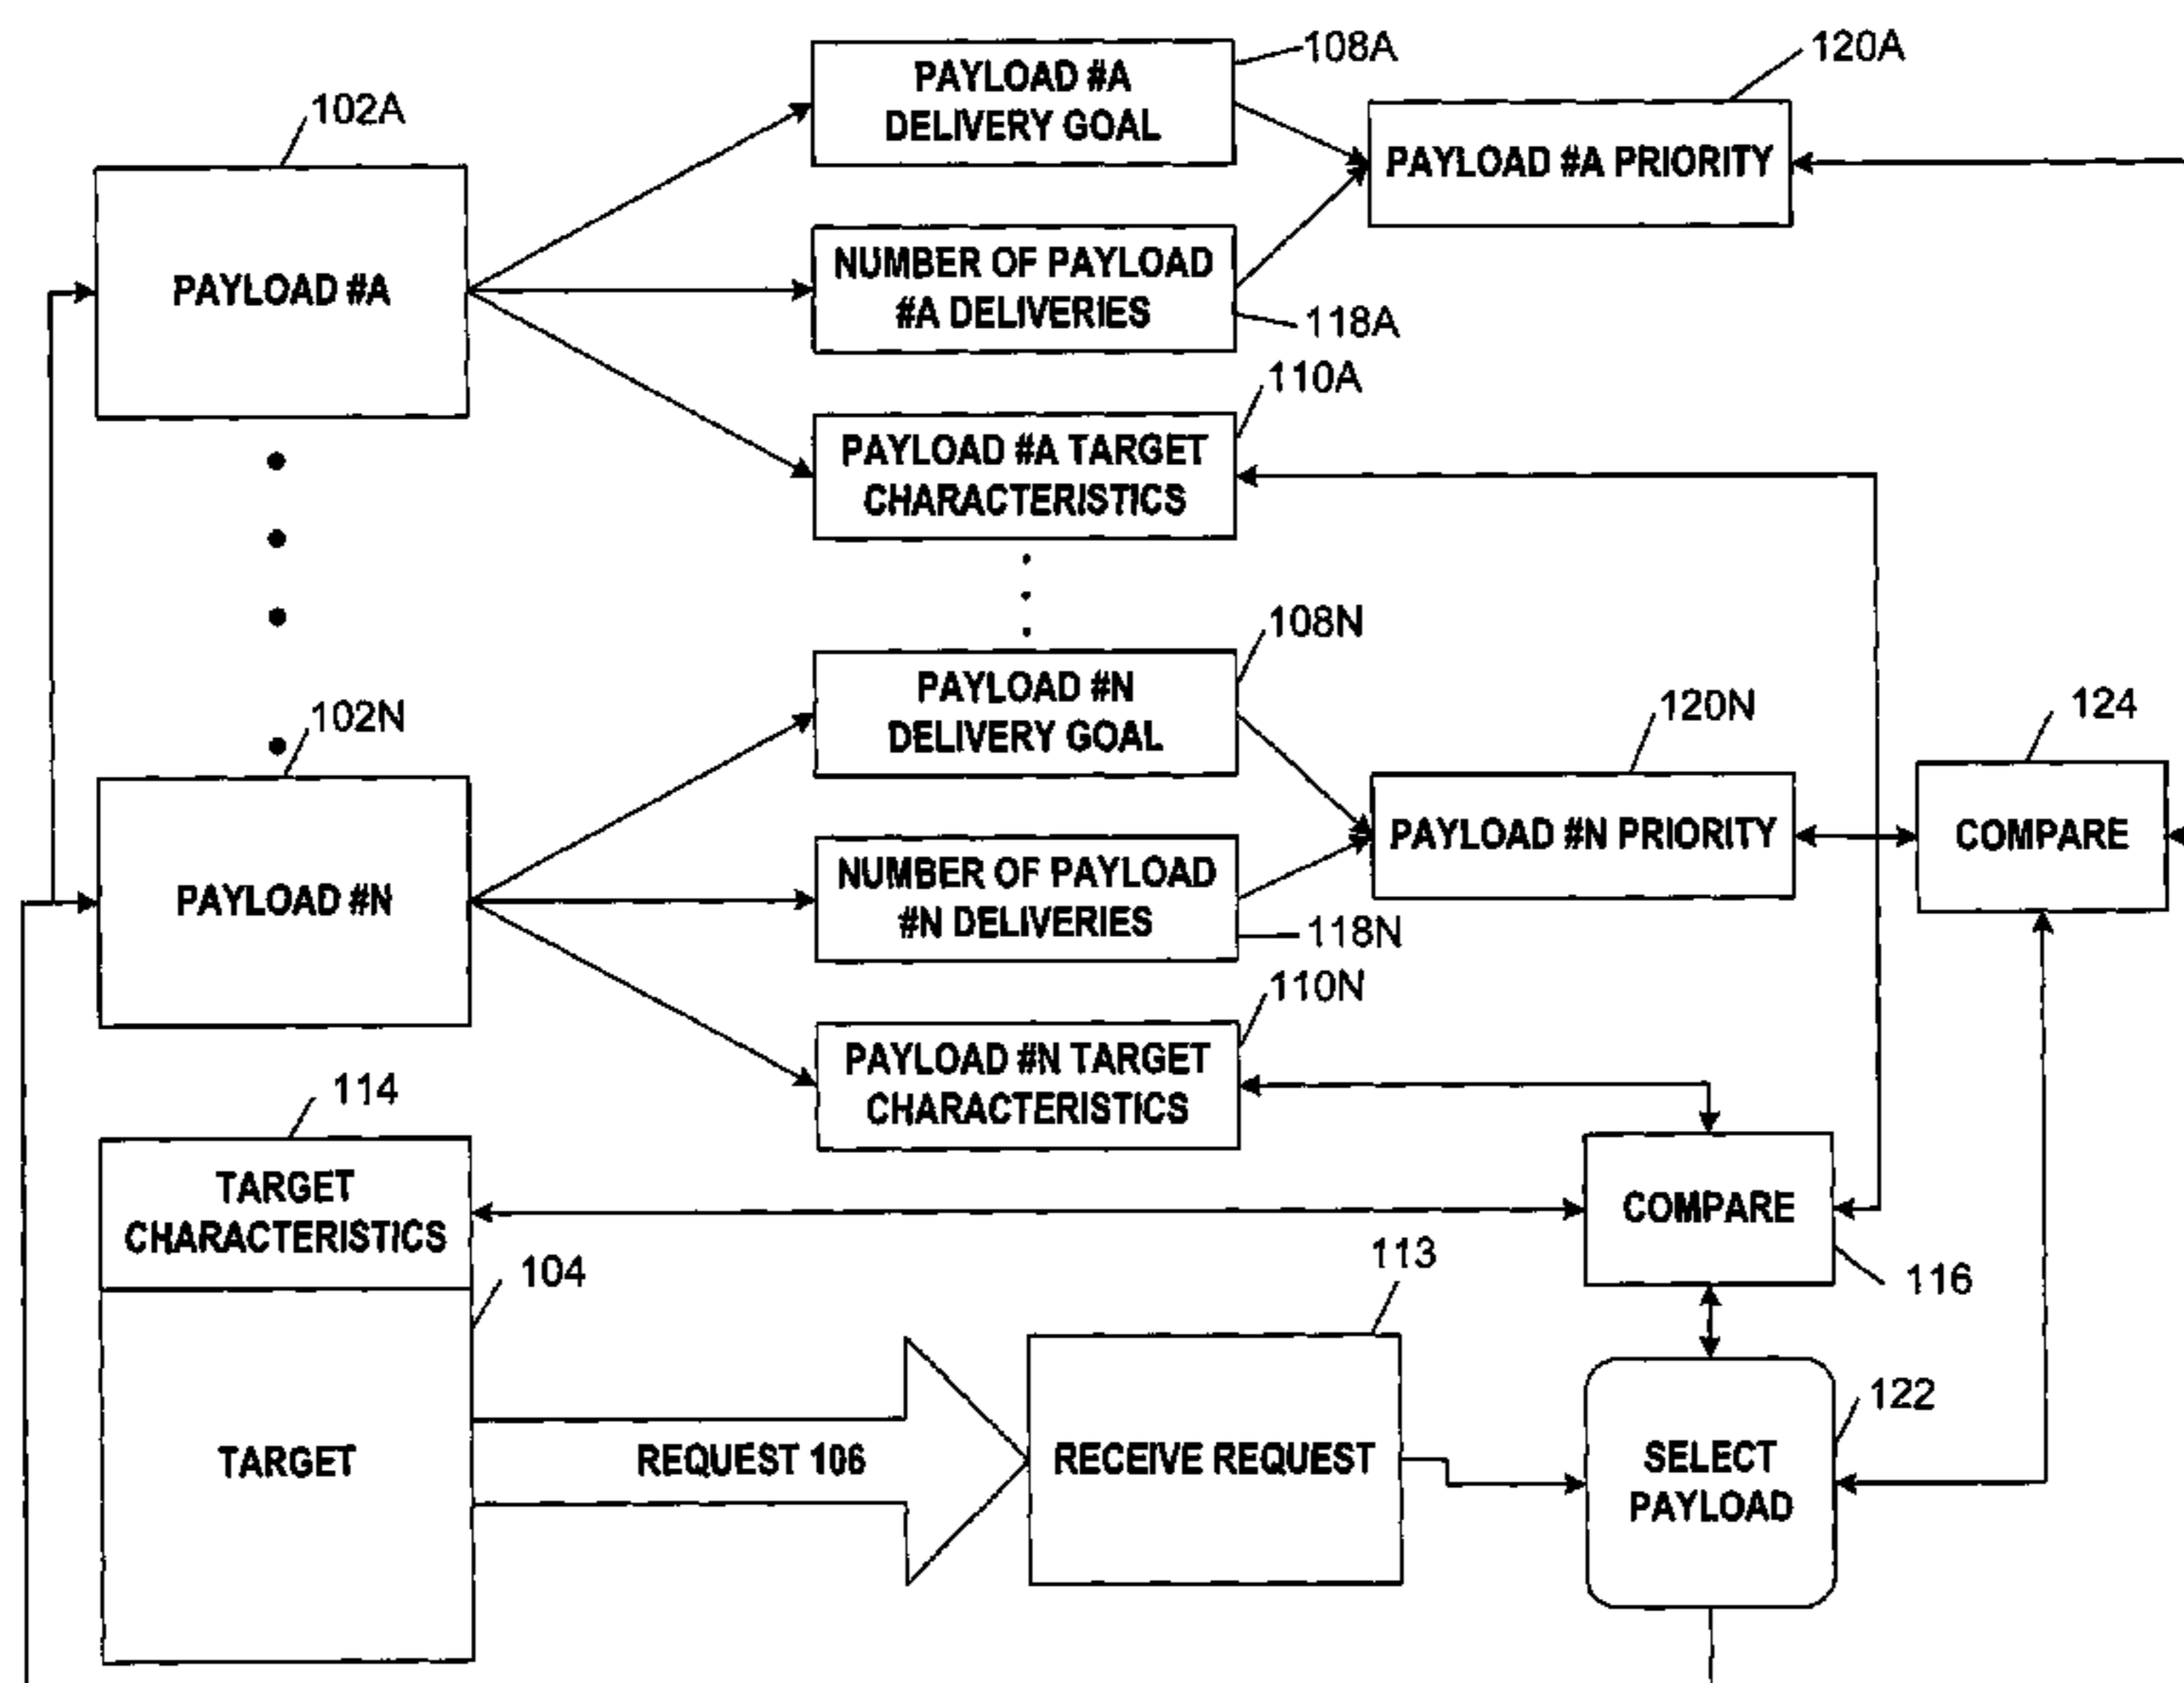 108A
120A
102A
PAYLOAD #A
DELIVERY GOAL
PAYLOAD #A PRIORITY
PAYLOAD #A
NUMBER OF PAYLOAD
#A DELIVERIES
118A
110A
PAYLOAD #A TARGET
CHARACTERISTICS
108N
102N
PAYLOAD #N
DELIVERY GOAL
120N
124
PAYLOAD #N
NUMBER OF PAYLOAD
#N DELIVERIES
PAYLOAD #N PRIORITY
COMPARE
118N
110N
PAYLOAD #N TARGET
CHARACTERISTICS
114
TARGET
CHARACTERISTICS
COMPARE
104
113
116
122
TARGET
REQUEST 106
RECEIVE REQUEST
SELECT
PAYLOAD